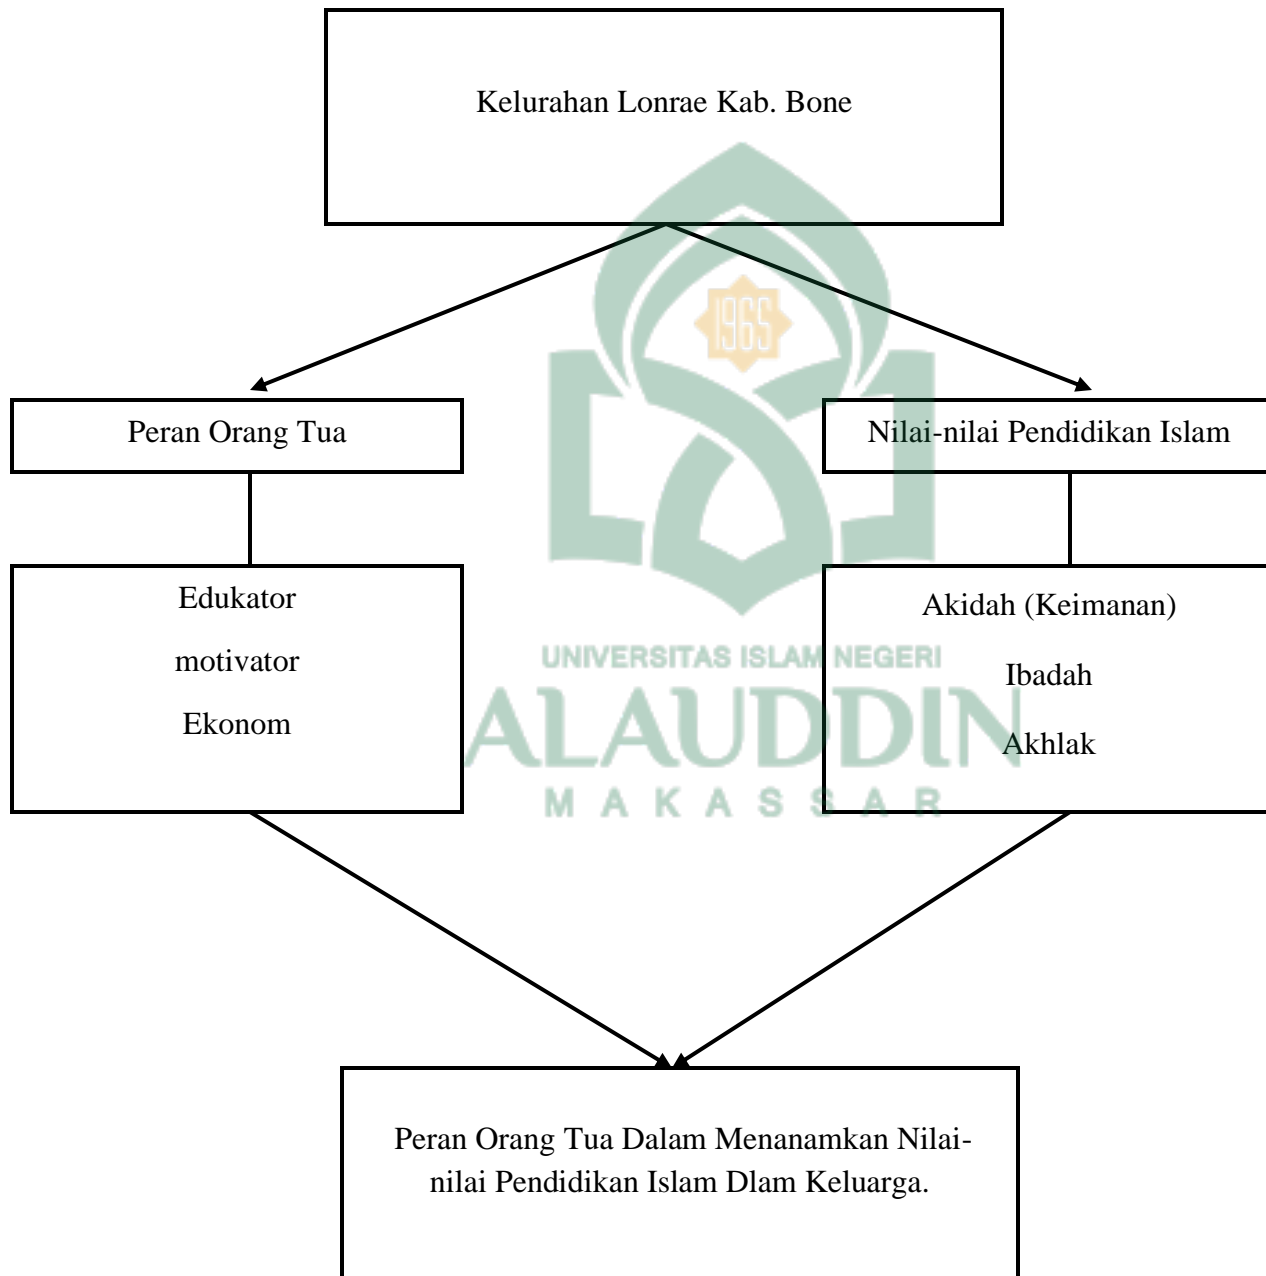 Kelurahan Lonrae Kab. Bone
1965
Peran Orang Tua
Nilai-nilai Pendidikan Islam
Edukator
motivator
Ekonom
Akidah (Keimanan)
Ibadah
Akhlak
UNIVERSITAS ISLAM NEGERI
ALAUDDIN
MAKASSAR
Peran Orang Tua Dalam Menanamkan Nilai-
nilai Pendidikan Islam Dlam Keluarga.